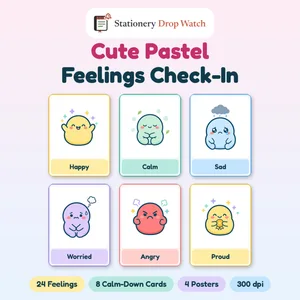 Stationery Drop Watch
Cute Pastel
Feelings Check-In
Happy
Calm
Sad
Worried
Angry
Proud
24 Feelings
8 Calm-Down Cards
4 Posters
300 dpi